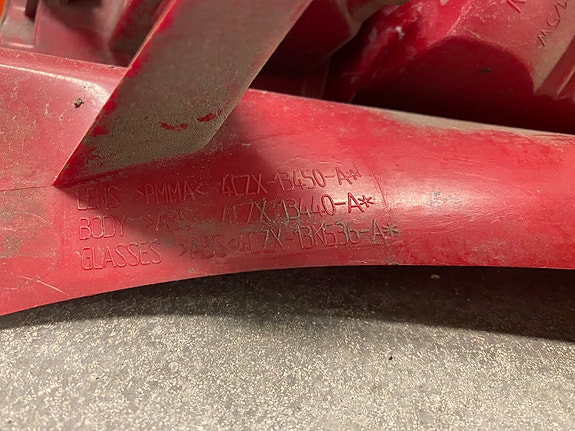 LENS >PMMA< 4CZX-13450-A*
BODY >ABS< 4CZX-13440-A*
GLASSES >ABS< 4CZX-13K536-A*